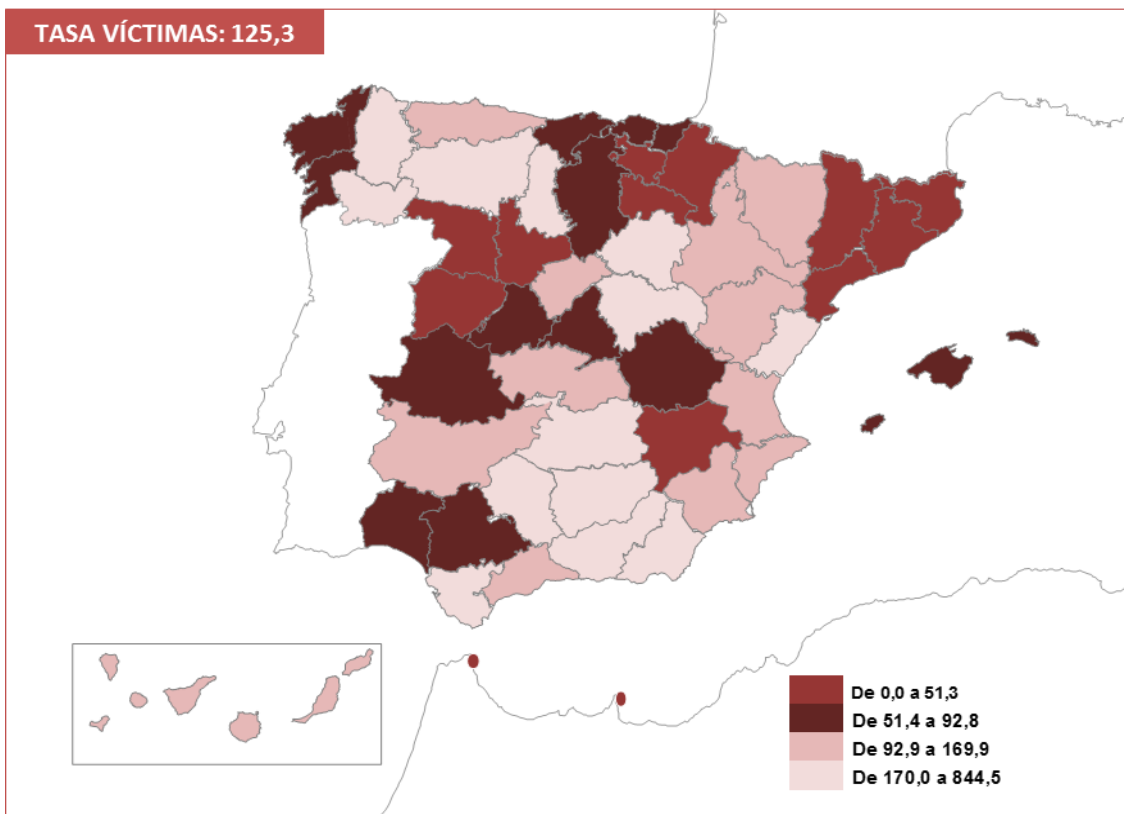 TASA VÍCTIMAS: 125,3
De 0,0 a 51,3
De 51,4 a 92,8
De 92,9 a 169,9
De 170,0 a 844,5